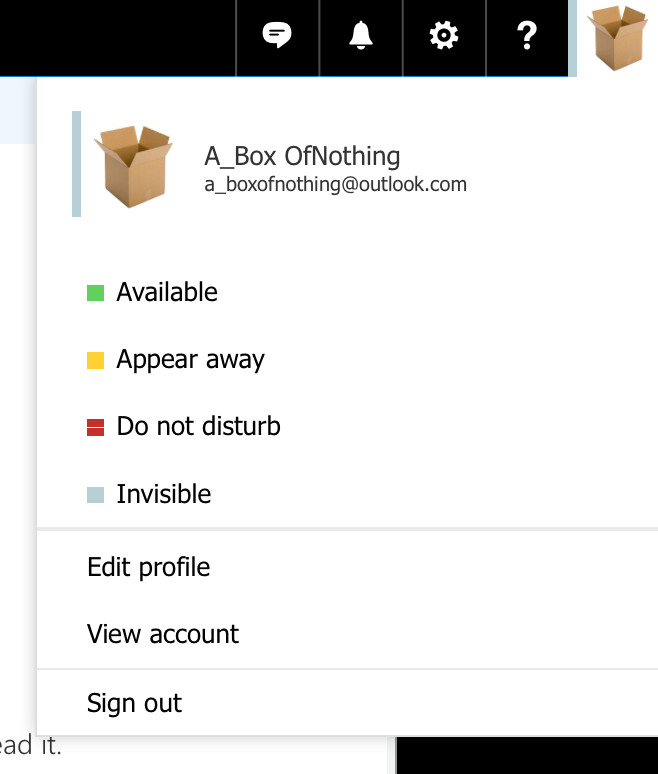 ?
A_Box OfNothing
a_boxofnothing@outlook.com
Available
Appear away
Do not disturb
Invisible
Edit profile
View account
Sign out
ead it.